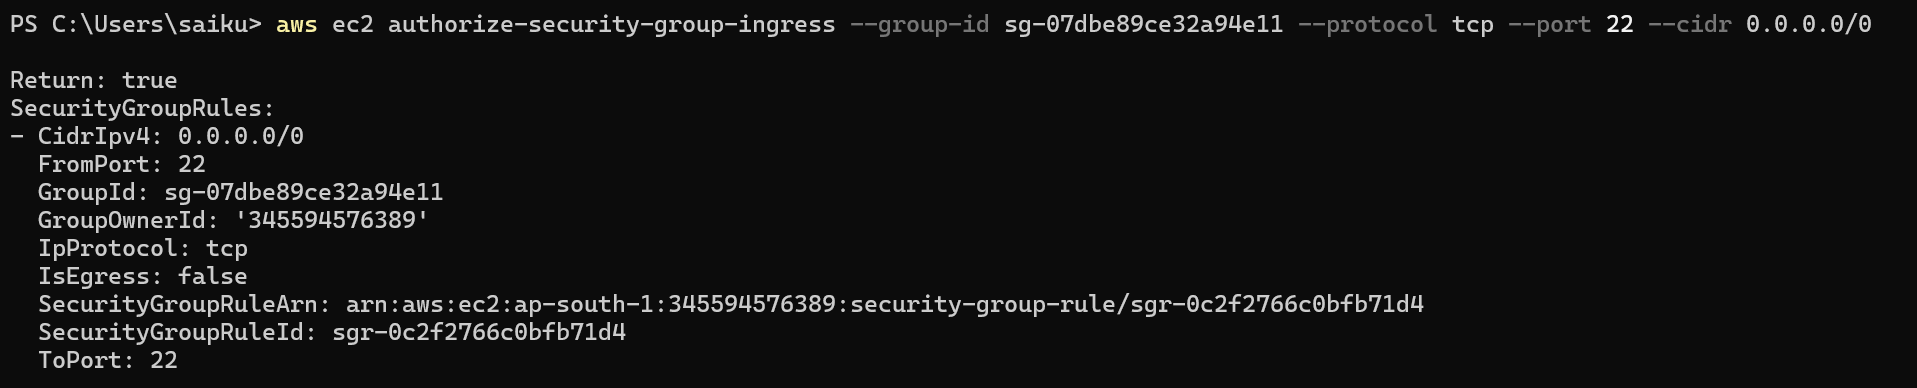 PS C:\Users\saiku> aws ec2 authorize-security-group-ingress --group-id sg-07dbe89ce32a94e11 --protocol tcp --port 22 --cidr 0.0.0.0/0
Return: true
SecurityGroupRules:
- CidrIpv4: 0.0.0.0/0
  FromPort: 22
  GroupId: sg-07dbe89ce32a94e11
  GroupOwnerId: '345594576389'
  IpProtocol: tcp
  IsEgress: false
  SecurityGroupRuleArn: arn:aws:ec2:ap-south-1:345594576389:security-group-rule/sgr-0c2f2766c0bfb71d4
  SecurityGroupRuleId: sgr-0c2f2766c0bfb71d4
  ToPort: 22